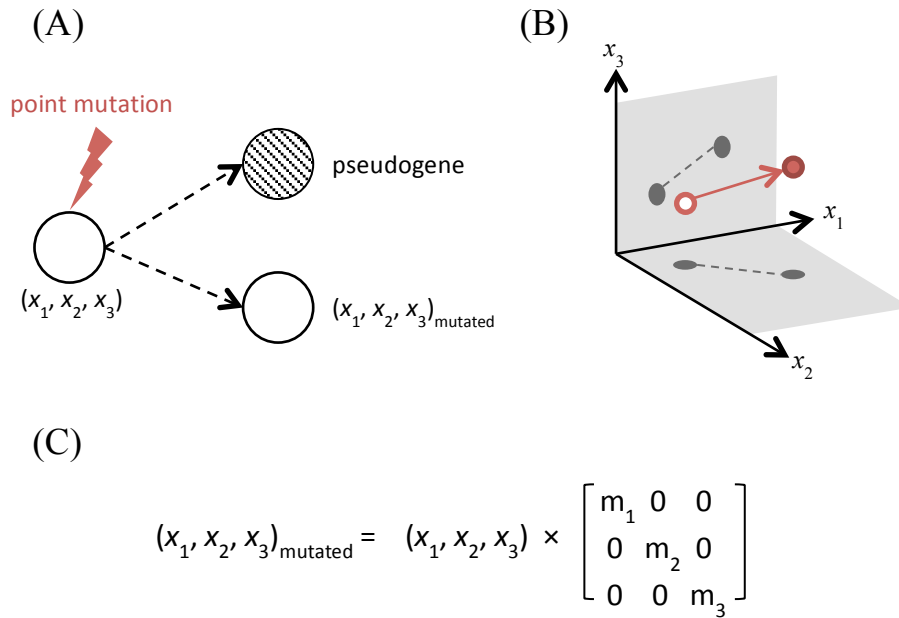 (A)
point mutation
pseudogene
(x₁, x₂, x₃)
(x₁, x₂, x₃)mutated
(B)
x₃
x₁
x₂
(C)
(x₁, x₂, x₃)mutated = (x₁, x₂, x₃) ×
m₁ 0 0
0 m₂ 0
0 0 m₃